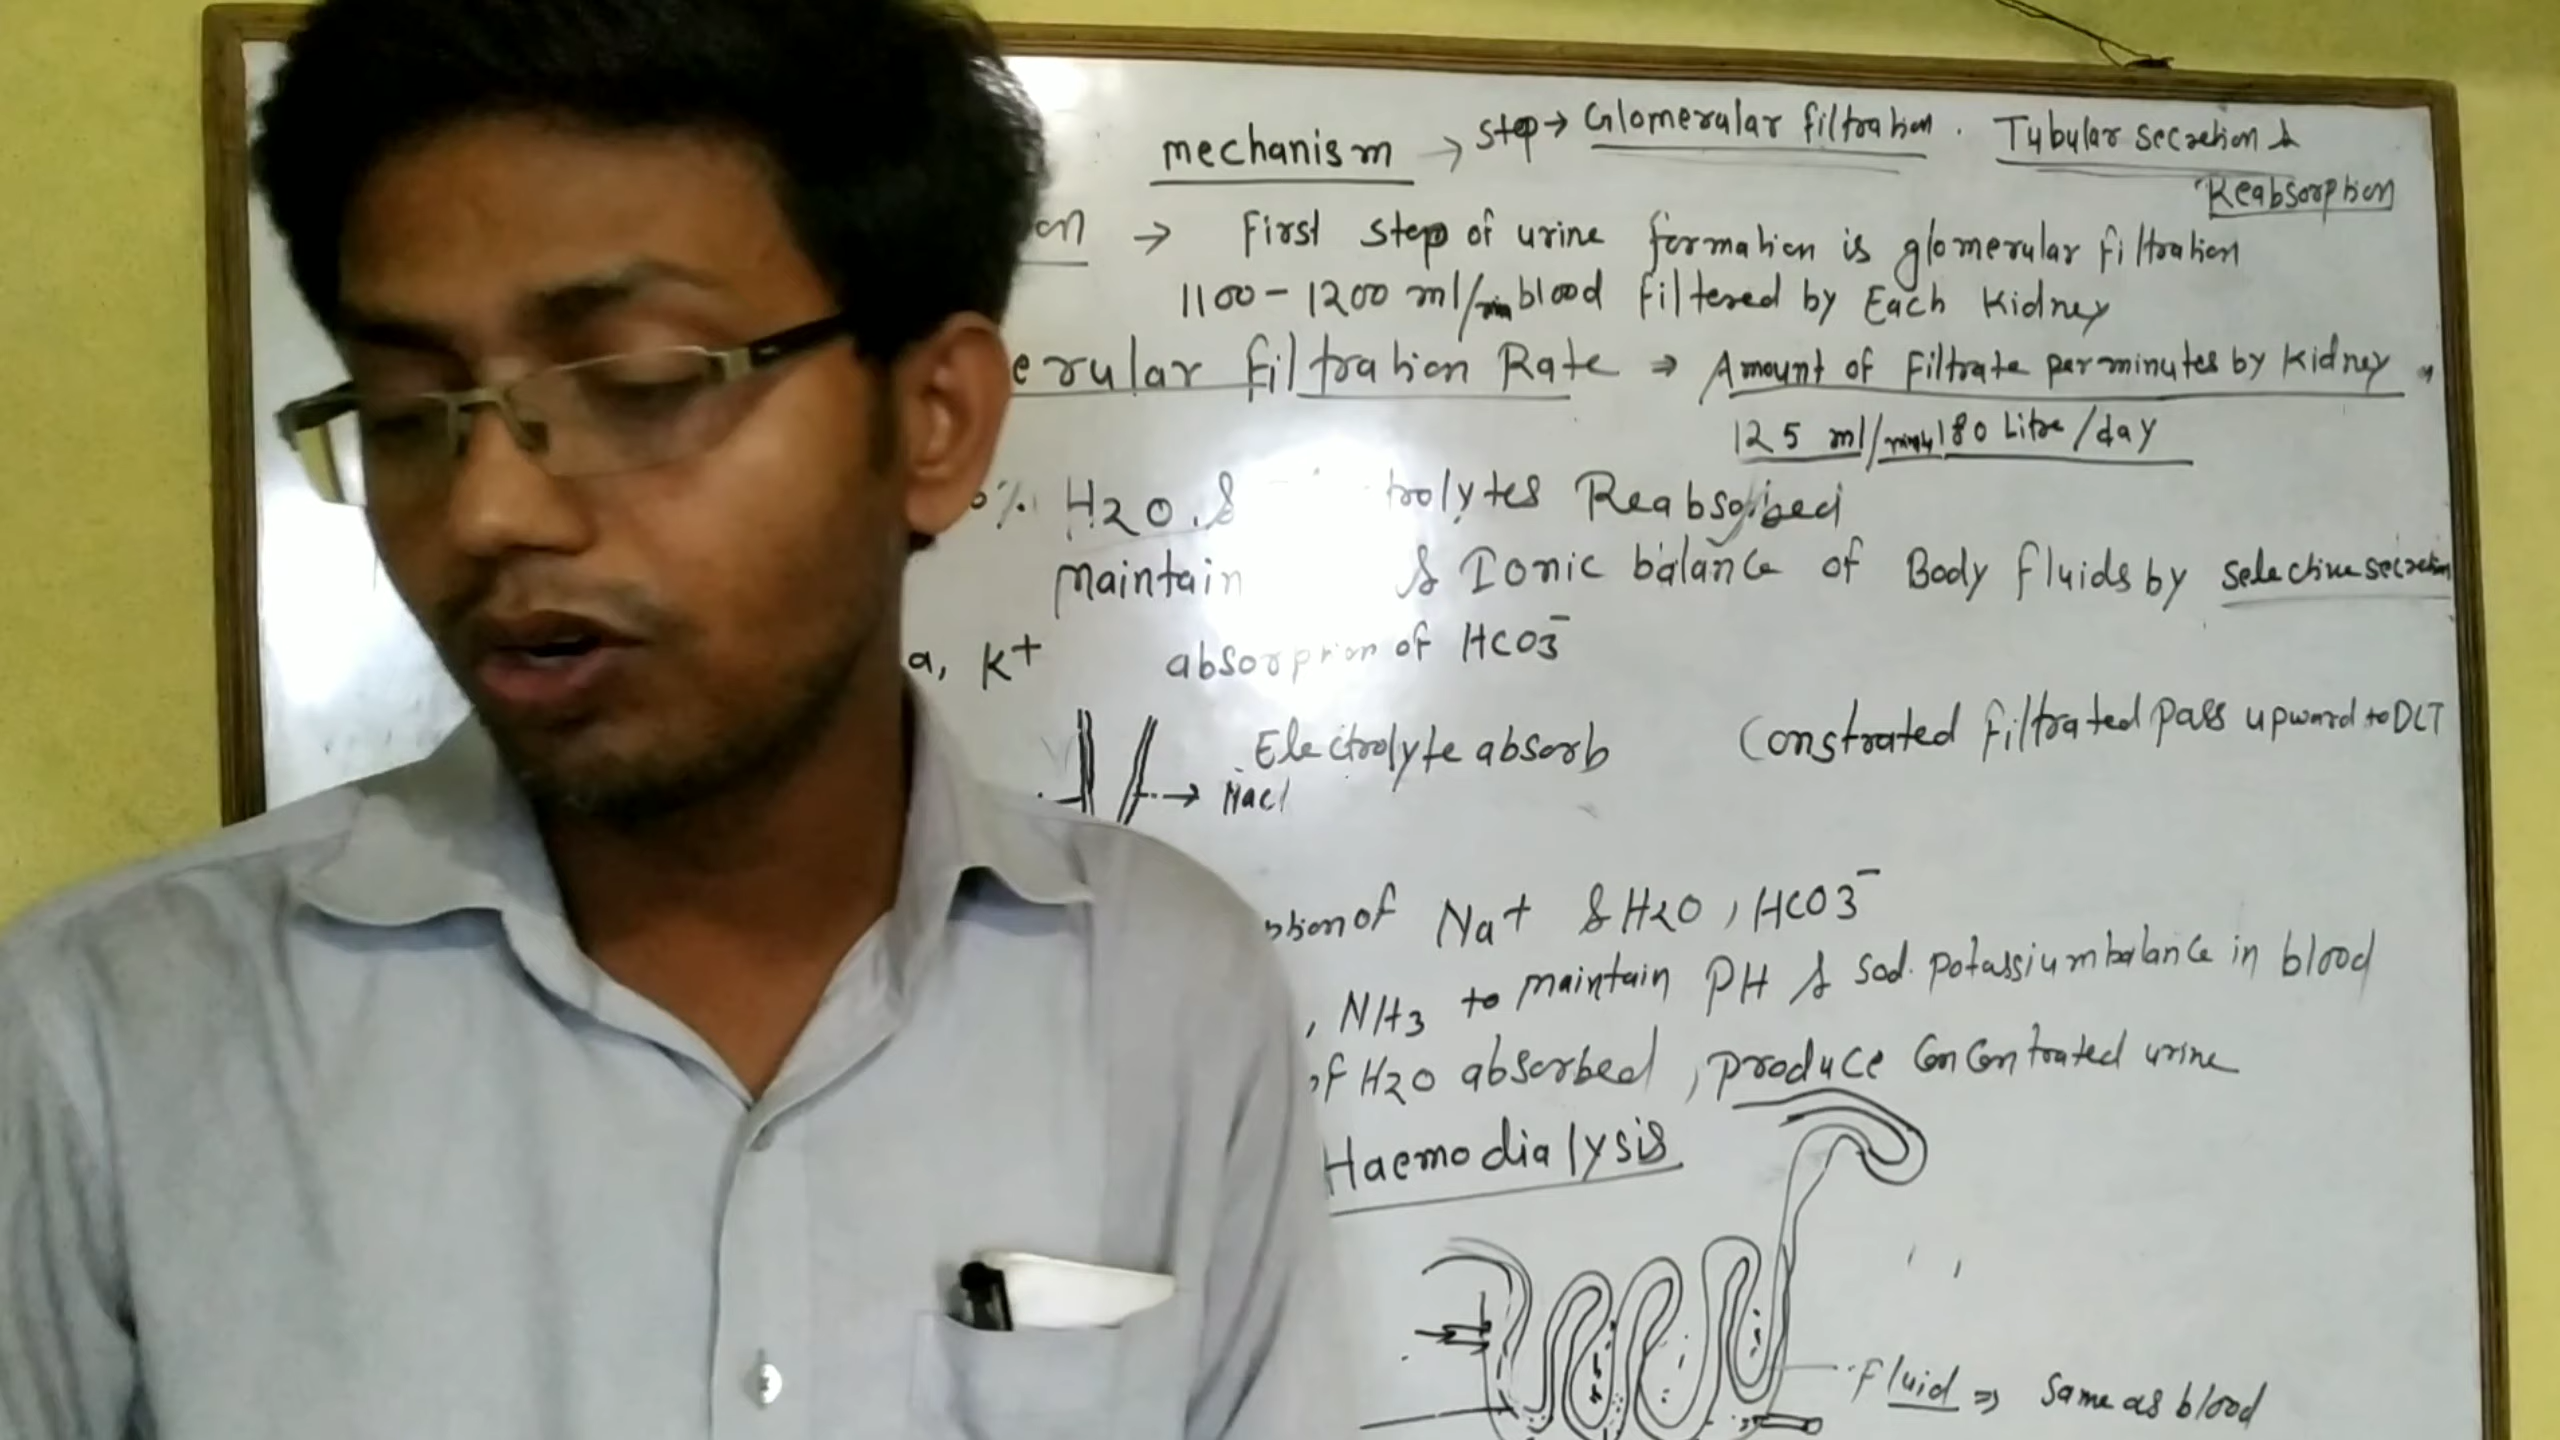 mechanism → step → Glomerular filtration . Tubular secretion &
Reabsorption
on → First step of urine formation is glomerular filtration
1100-1200 ml/min blood filtered by Each Kidney
erular filtration Rate ⇒ Amount of Filtrate per minutes by Kidney
125 ml/ 180 Litre/day
% H2O & trolytes Reabsorbed
maintain & Ionic balance of Body fluids by selective secretion
a, K+ absorption of HCO3-
Electrolyte absorb Constrated filtrated pass upward to DCT
→ Nacl
ption of Na+ & H2O, HCO3-
, NH3 to maintain PH & Sod. potassium balance in blood
of H2O absorbed, produce Concontrated urine
Haemodialysis
fluid ⇒ Same as blood